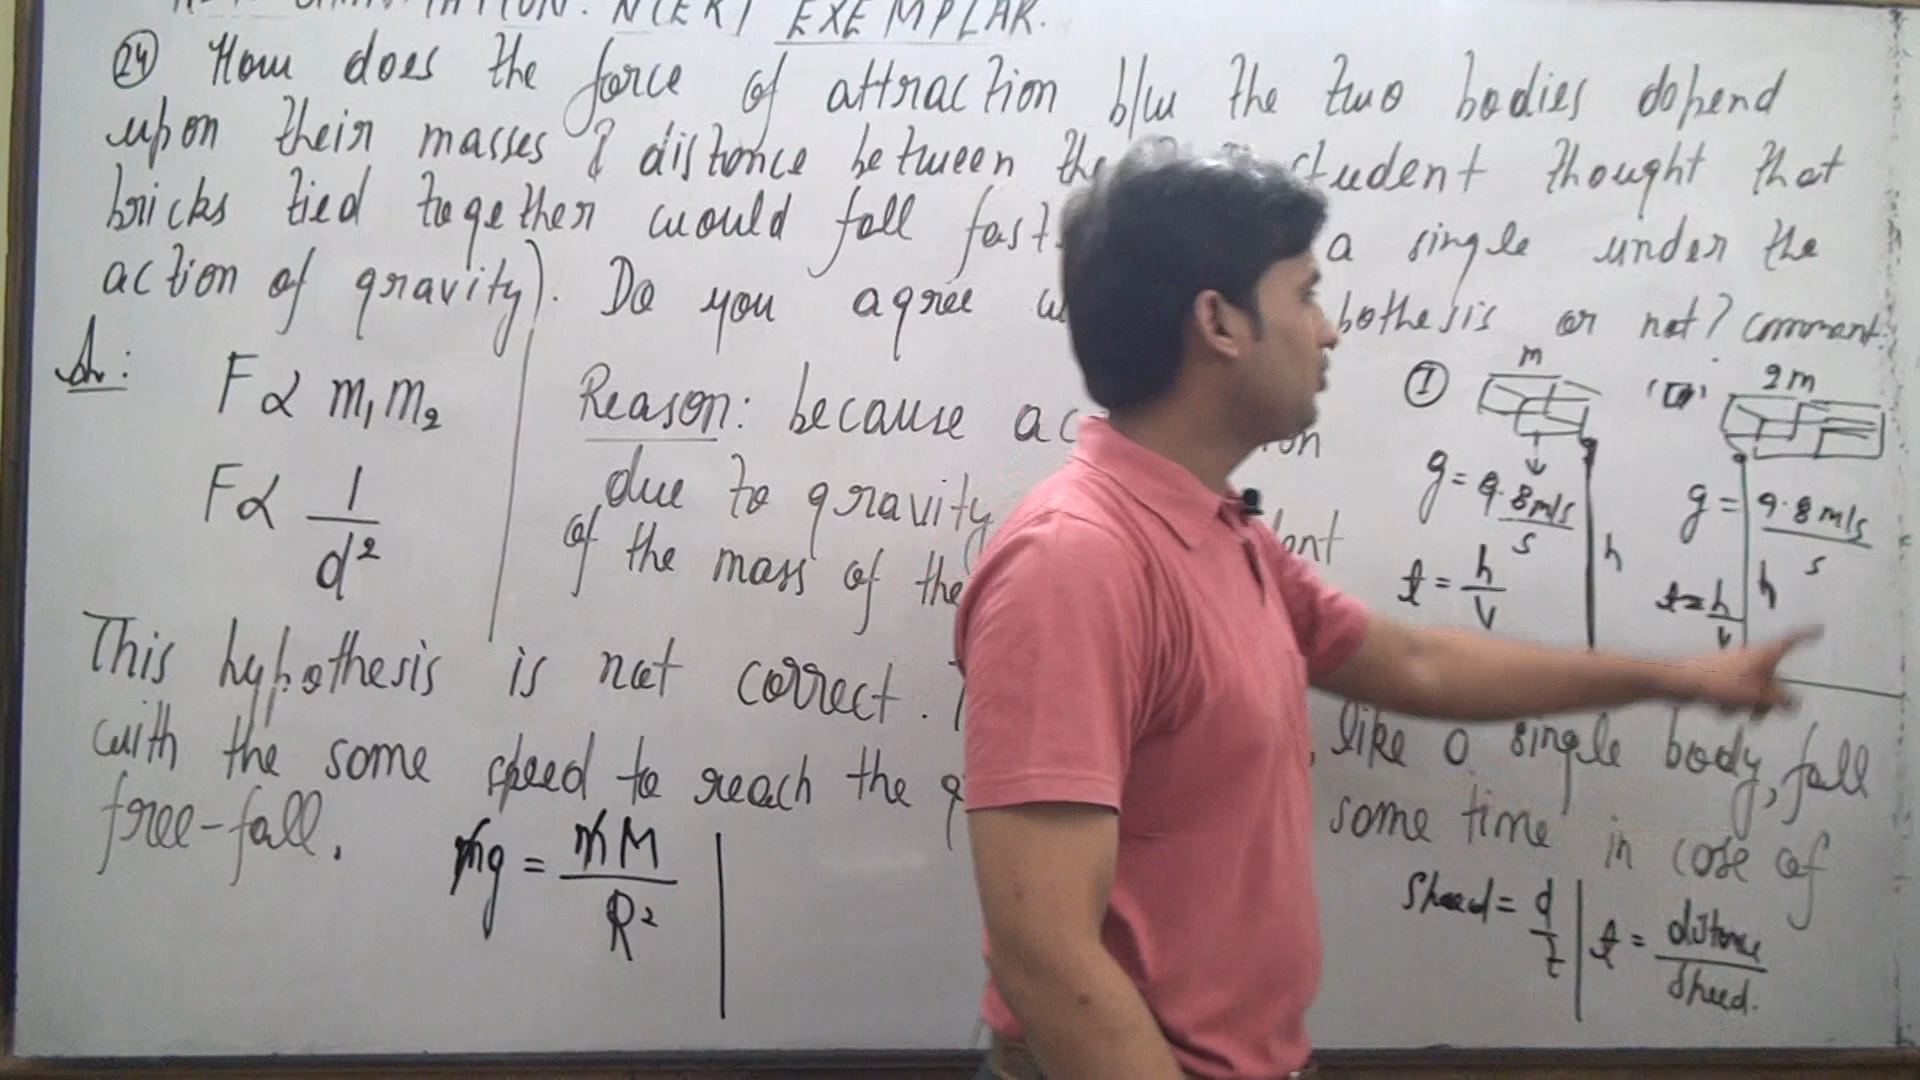 GRAVITATION. NCERT EXEMPLAR.
24 How does the force of attraction b/w the two bodies depend
upon their masses & distance between student thought that
bricks tied together would fall a single under the
action of gravity). Do you agree or not? comment.
Ans:
F ∝ m₁m₂
F ∝ 1/d²
Reason: because
due to gravity
of the mass of the
I
m
g = 9.8 m/s/s
t = h/v
h
(II)
2m
g = 9.8 m/s/s
t = h/v
h
This hypothesis is not correct. like a single body, fall
with the same speed to reach the same time in case of
free-fall.
mg = mM/R²
Speed = d/t
t = distance/Speed.